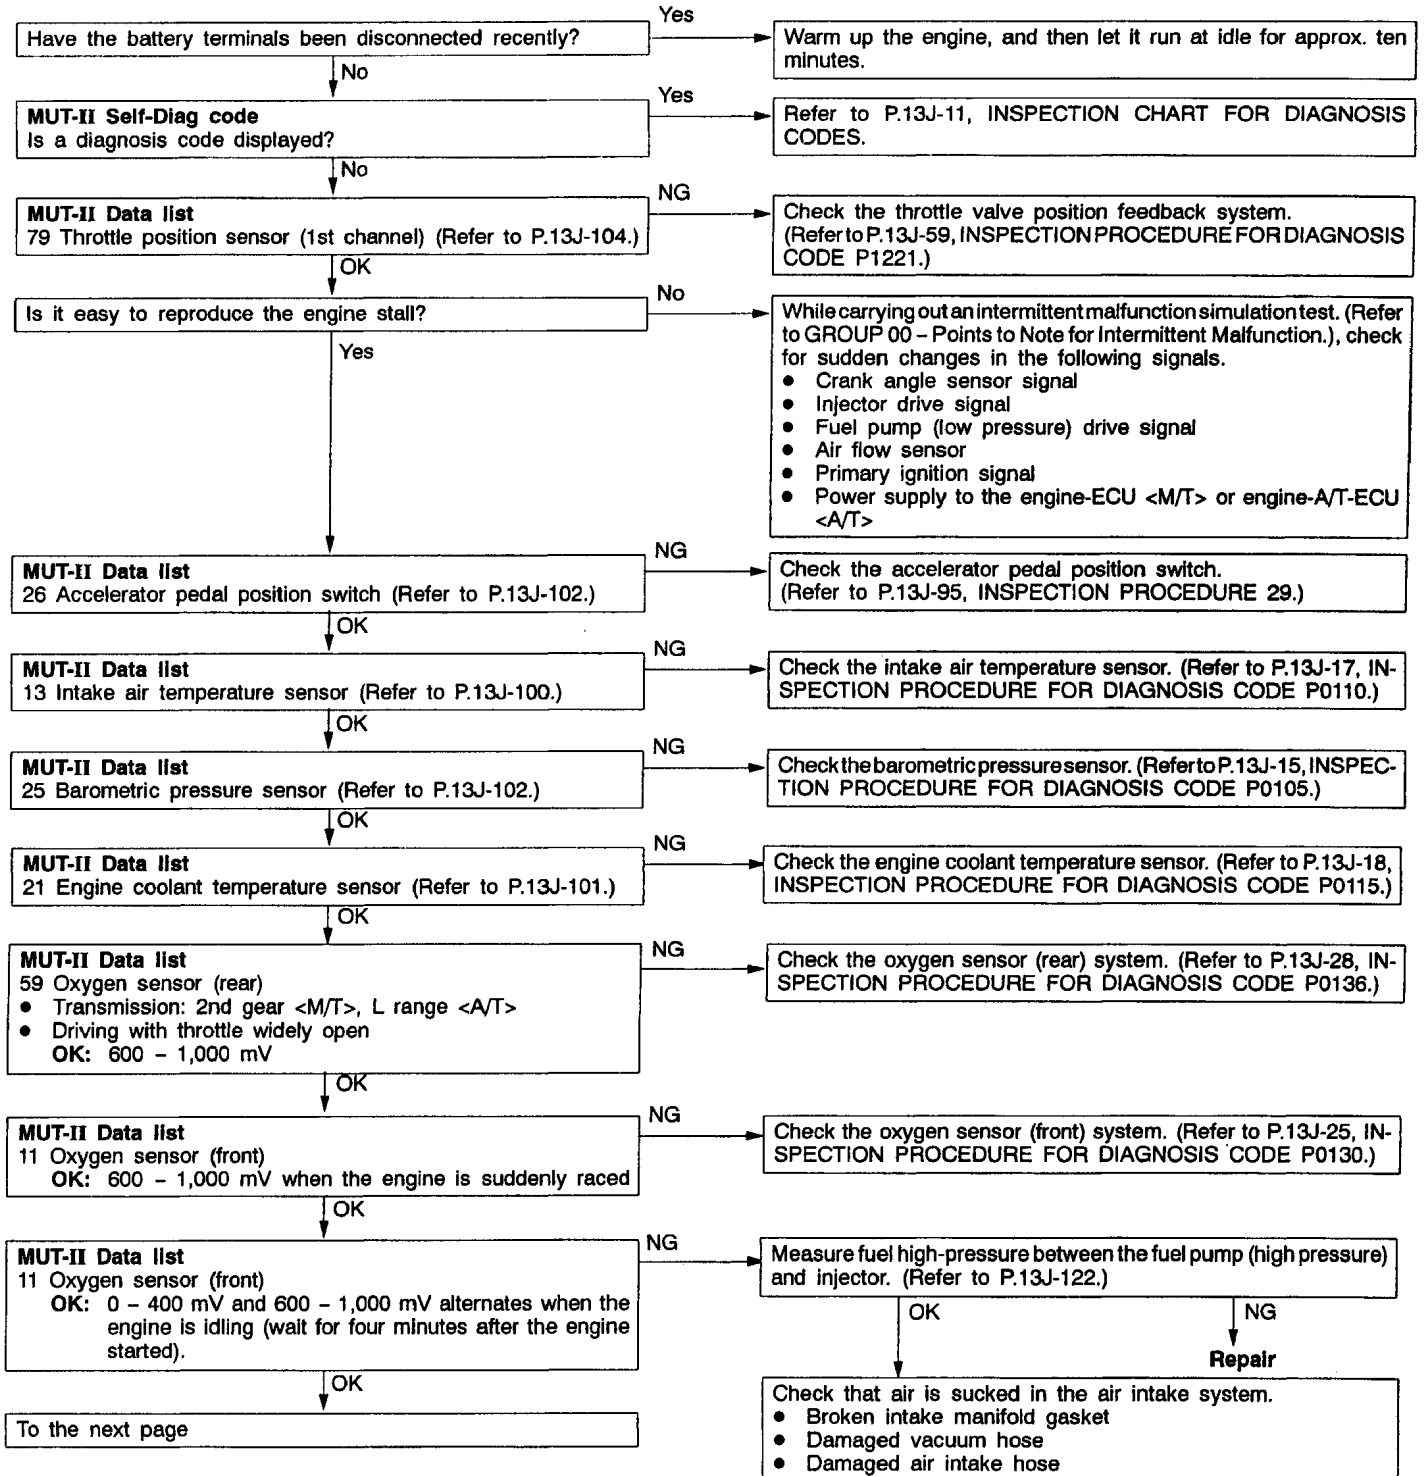 Yes
Have the battery terminals been disconnected recently?
Warm up the engine, and then let it run at idle for approx. ten
minutes.
No
Yes
MUT-II Self-Diag code
Is a diagnosis code displayed?
Refer to P.13J-11, INSPECTION CHART FOR DIAGNOSIS
CODES.
No
NG
MUT-II Data list
79 Throttle position sensor (1st channel) (Refer to P.13J-104.)
Check the throttle valve position feedback system.
(Refer to P.13J-59, INSPECTION PROCEDURE FOR DIAGNOSIS
CODE P1221.)
OK
No
Is it easy to reproduce the engine stall?
While carrying out an intermittent malfunction simulation test. (Refer
to GROUP 00 – Points to Note for Intermittent Malfunction.), check
for sudden changes in the following signals.
● Crank angle sensor signal
● Injector drive signal
● Fuel pump (low pressure) drive signal
● Air flow sensor
● Primary ignition signal
● Power supply to the engine-ECU <M/T> or engine-A/T-ECU
<A/T>
Yes
NG
MUT-II Data list
26 Accelerator pedal position switch (Refer to P.13J-102.)
Check the accelerator pedal position switch.
(Refer to P.13J-95, INSPECTION PROCEDURE 29.)
OK
NG
MUT-II Data list
13 Intake air temperature sensor (Refer to P.13J-100.)
Check the intake air temperature sensor. (Refer to P.13J-17, IN-
SPECTION PROCEDURE FOR DIAGNOSIS CODE P0110.)
OK
NG
MUT-II Data list
25 Barometric pressure sensor (Refer to P.13J-102.)
Check the barometric pressure sensor. (Refer to P.13J-15, INSPEC-
TION PROCEDURE FOR DIAGNOSIS CODE P0105.)
OK
NG
MUT-II Data list
21 Engine coolant temperature sensor (Refer to P.13J-101.)
Check the engine coolant temperature sensor. (Refer to P.13J-18,
INSPECTION PROCEDURE FOR DIAGNOSIS CODE P0115.)
OK
NG
MUT-II Data list
59 Oxygen sensor (rear)
● Transmission: 2nd gear <M/T>, L range <A/T>
● Driving with throttle widely open
OK: 600 – 1,000 mV
Check the oxygen sensor (rear) system. (Refer to P.13J-28, IN-
SPECTION PROCEDURE FOR DIAGNOSIS CODE P0136.)
OK
NG
MUT-II Data list
11 Oxygen sensor (front)
OK: 600 – 1,000 mV when the engine is suddenly raced
Check the oxygen sensor (front) system. (Refer to P.13J-25, IN-
SPECTION PROCEDURE FOR DIAGNOSIS CODE P0130.)
OK
NG
MUT-II Data list
11 Oxygen sensor (front)
OK: 0 – 400 mV and 600 – 1,000 mV alternates when the
engine is idling (wait for four minutes after the engine
started).
Measure fuel high-pressure between the fuel pump (high pressure)
and injector. (Refer to P.13J-122.)
OK
NG
Repair
OK
To the next page
Check that air is sucked in the air intake system.
● Broken intake manifold gasket
● Damaged vacuum hose
● Damaged air intake hose